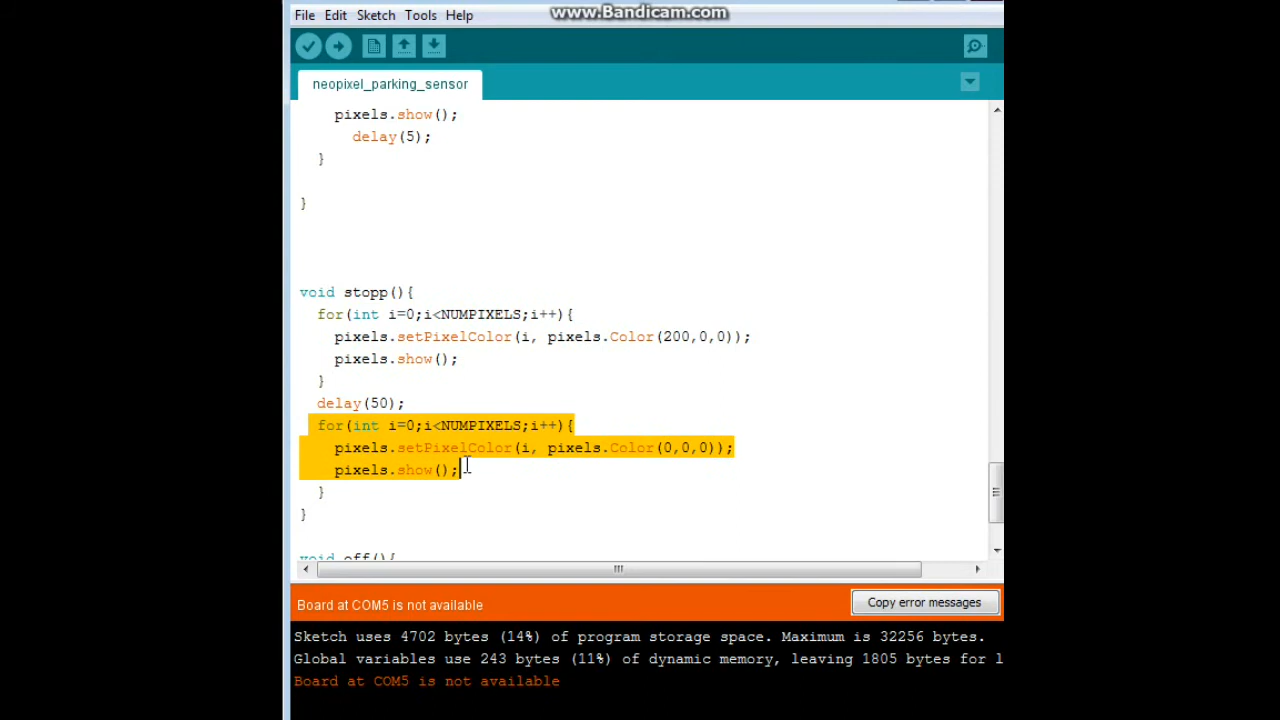 www.Bandicam.com
File Edit Sketch Tools Help
neopixel_parking_sensor
pixels.show();
delay(5);
}
}
void stopp(){
for(int i=0;i<NUMPIXELS;i++){
pixels.setPixelColor(i, pixels.Color(200,0,0));
pixels.show();
}
delay(50);
for(int i=0;i<NUMPIXELS;i++){
pixels.setPixelColor(i, pixels.Color(0,0,0));
pixels.show();
}
}
void off(){
Board at COM5 is not available
Copy error messages
Sketch uses 4702 bytes (14%) of program storage space. Maximum is 32256 bytes.
Global variables use 243 bytes (11%) of dynamic memory, leaving 1805 bytes for l
Board at COM5 is not available